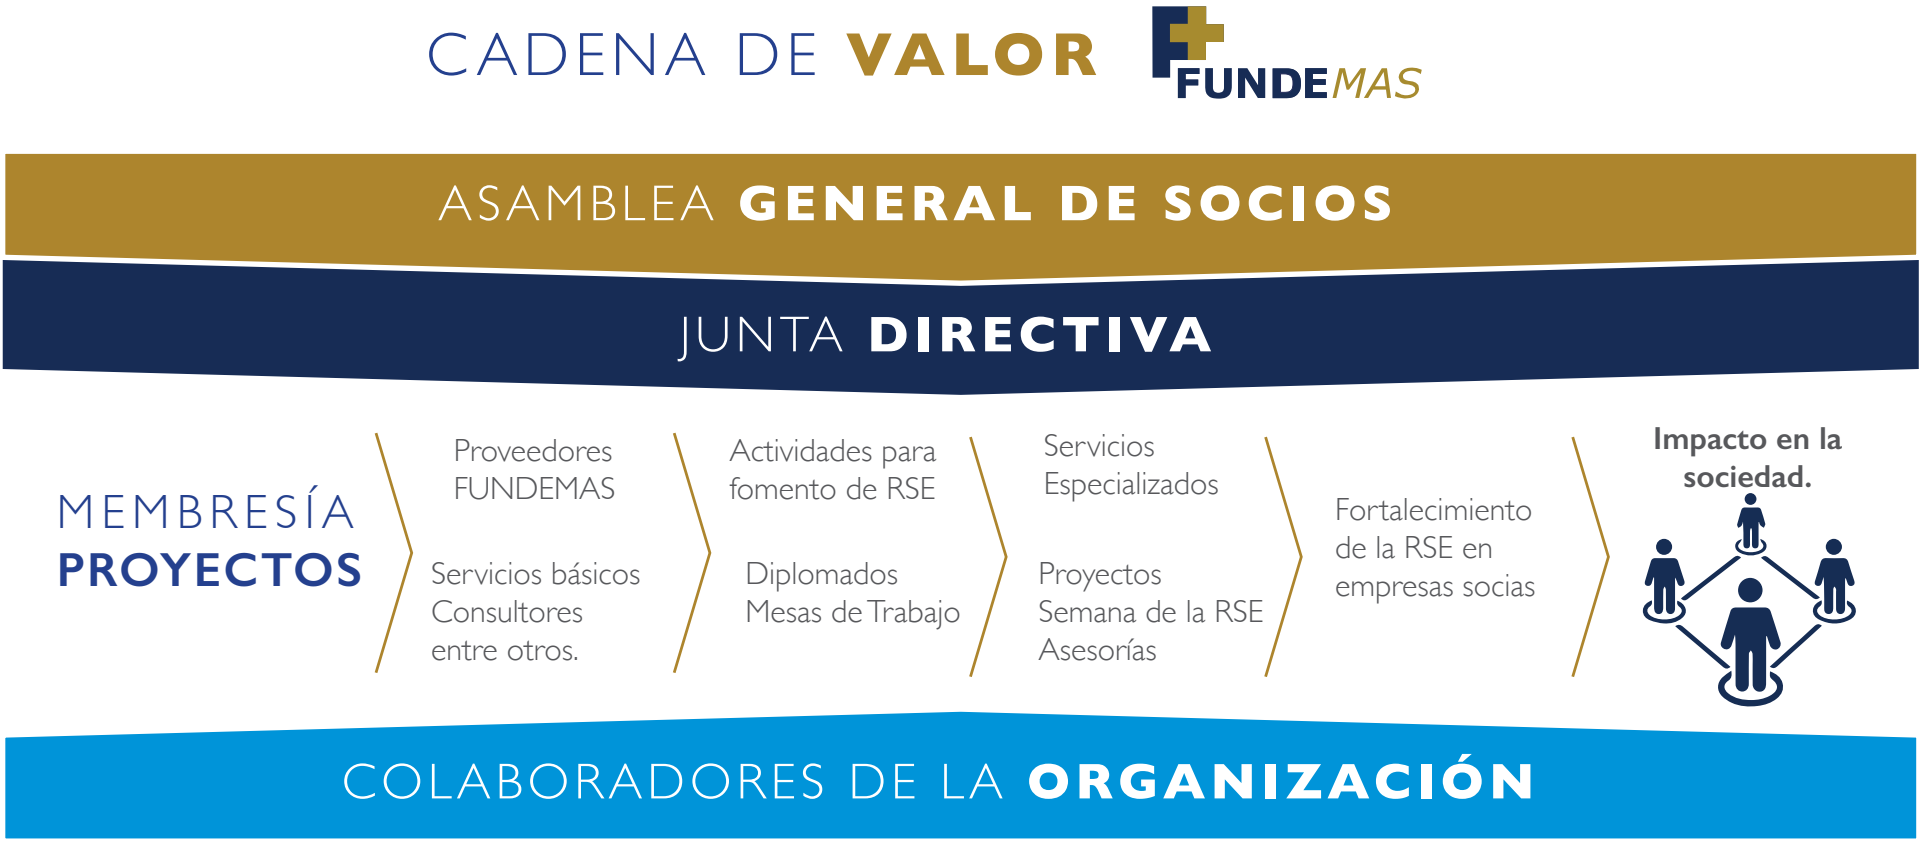 CADENA DE VALOR
FUNDEMAS
ASAMBLEA GENERAL DE SOCIOS
JUNTA DIRECTIVA
MEMBRESÍA
PROYECTOS
Proveedores
FUNDEMAS
Servicios básicos
Consultores
entre otros.
Actividades para
fomento de RSE
Diplomados
Mesas de Trabajo
Servicios
Especializados
Proyectos
Semana de la RSE
Asesorías
Fortalecimiento
de la RSE en
empresas socias
Impacto en la
sociedad.
COLABORADORES DE LA ORGANIZACIÓN